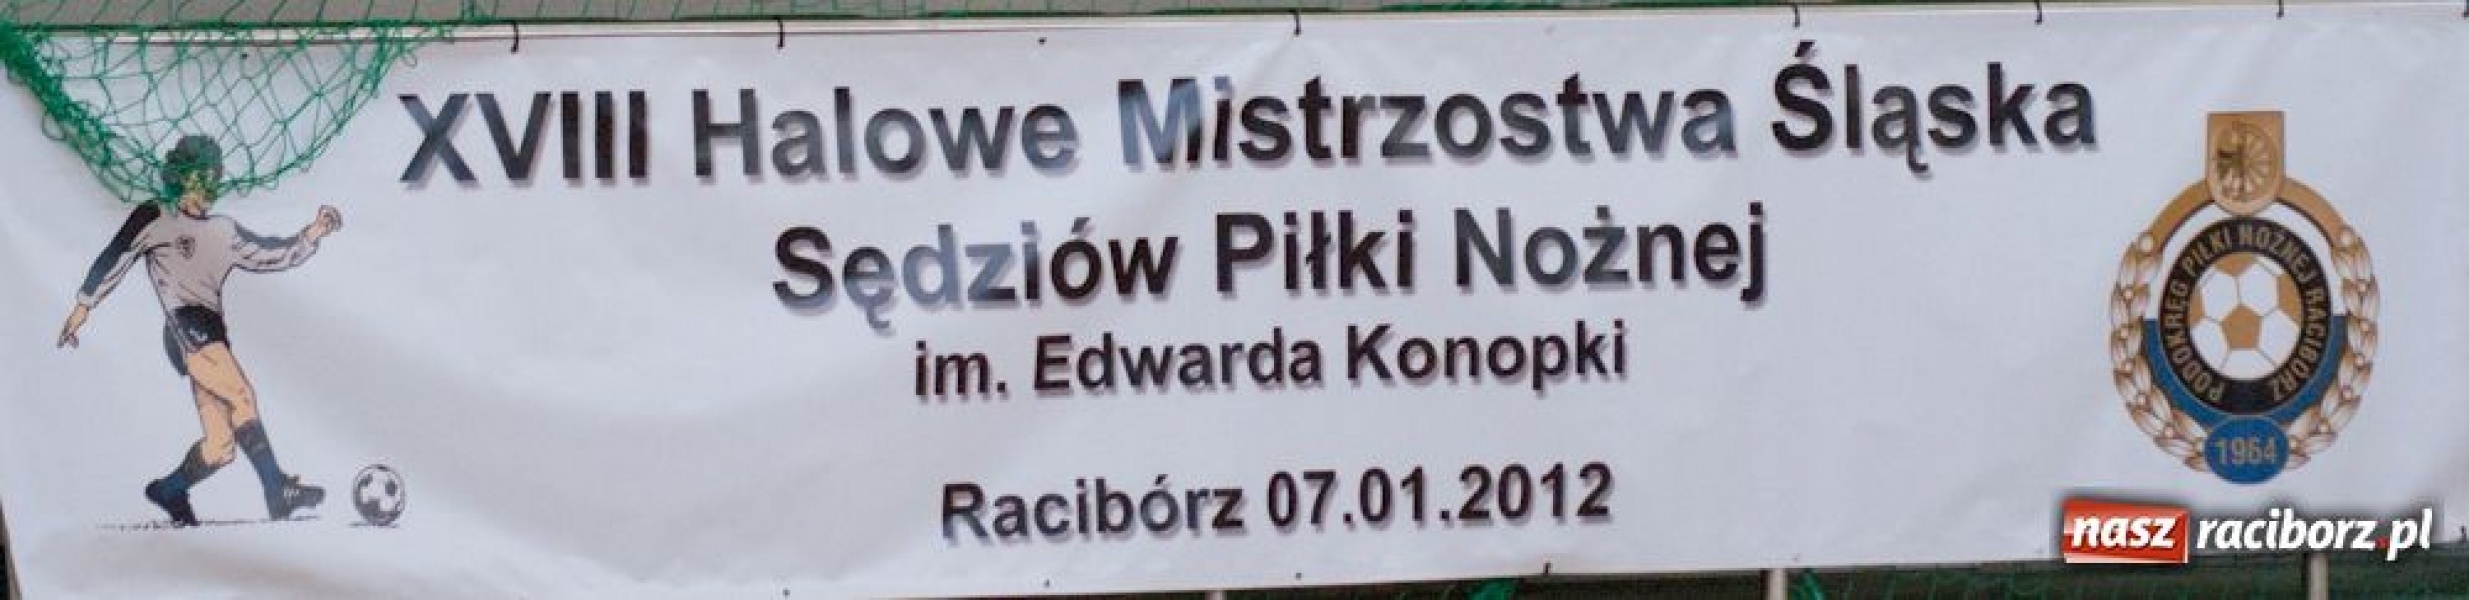 XVIII Halowe Mistrzostwa Śląska
Sędziów Piłki Nożnej
im. Edwarda Konopki
Racibórz 07.01.2012
PODOKRĘG PIŁKI NOŻNEJ RACIBÓRZ
1964
nasz raciborz.pl